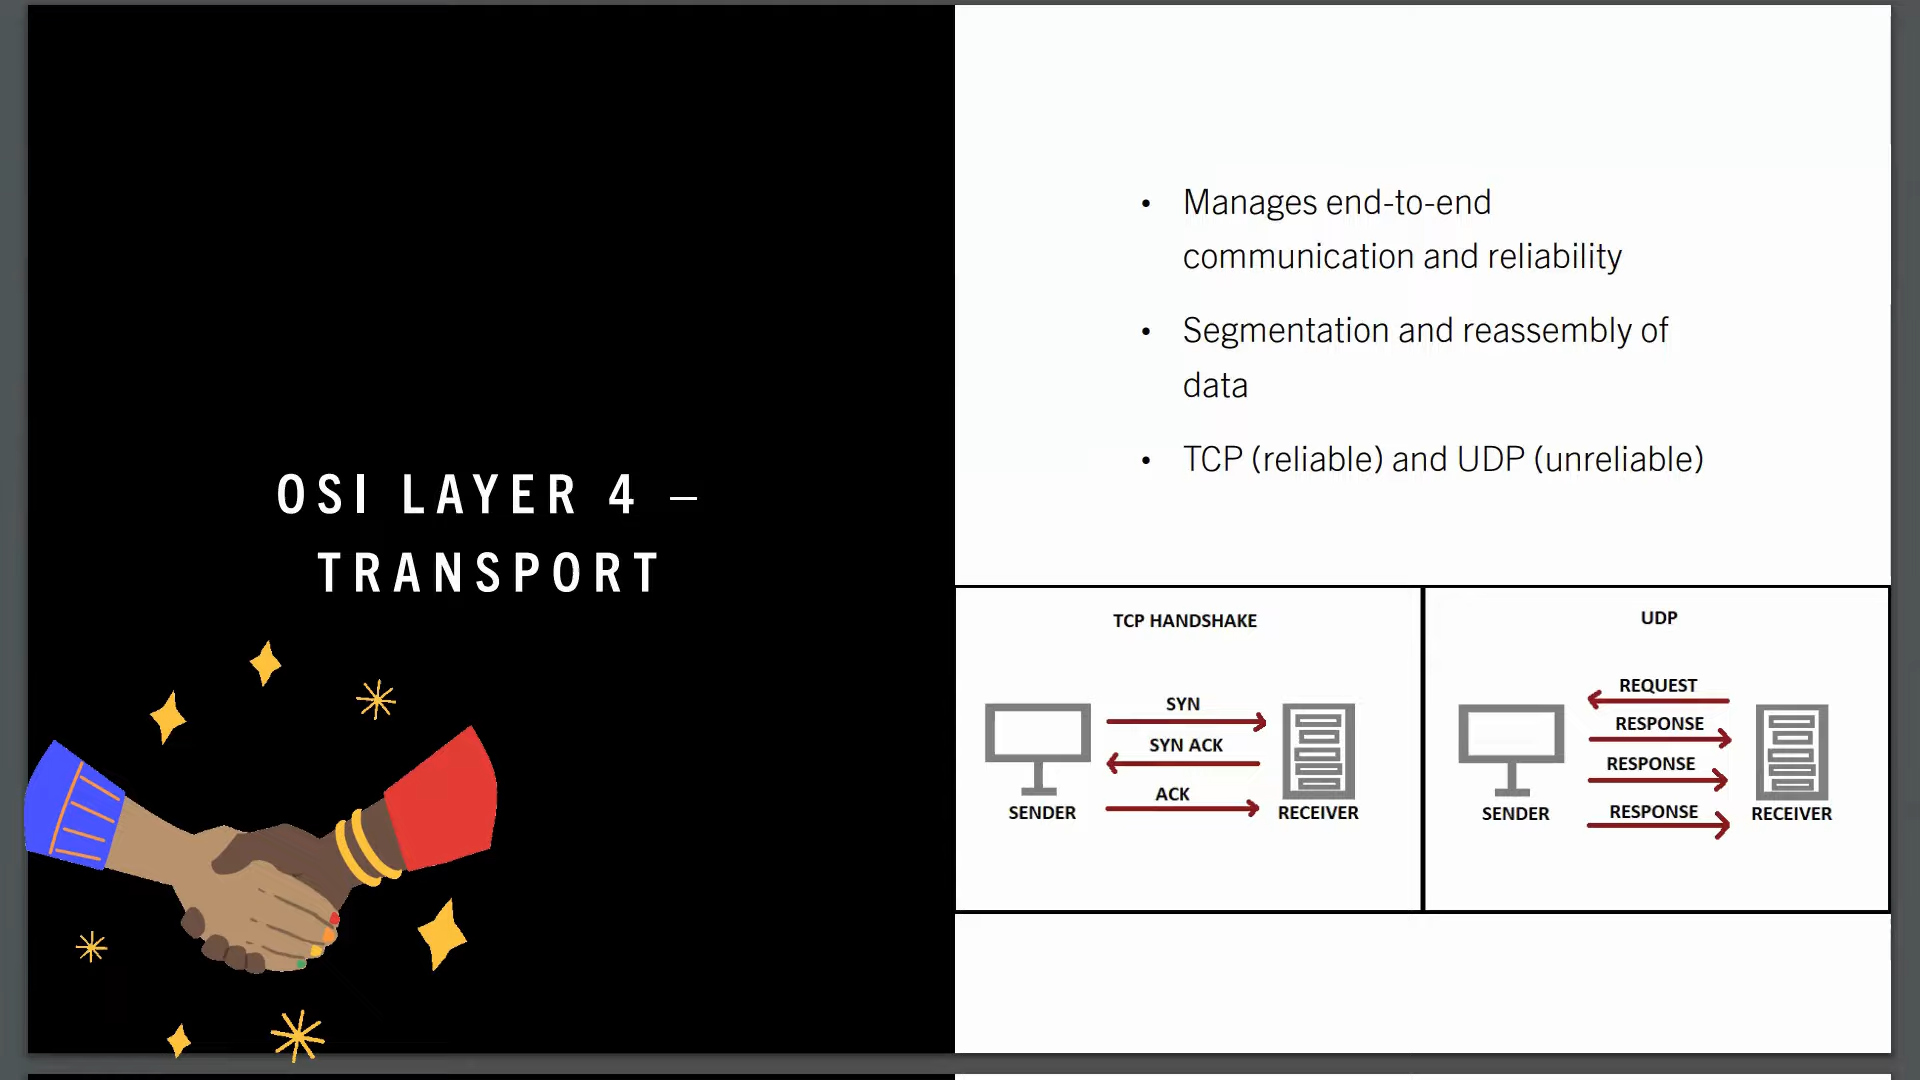 OSI LAYER 4 –
TRANSPORT
• Manages end-to-end
communication and reliability
• Segmentation and reassembly of
data
• TCP (reliable) and UDP (unreliable)
TCP HANDSHAKE
SYN
SYN ACK
ACK
SENDER
RECEIVER
UDP
REQUEST
RESPONSE
RESPONSE
RESPONSE
SENDER
RECEIVER